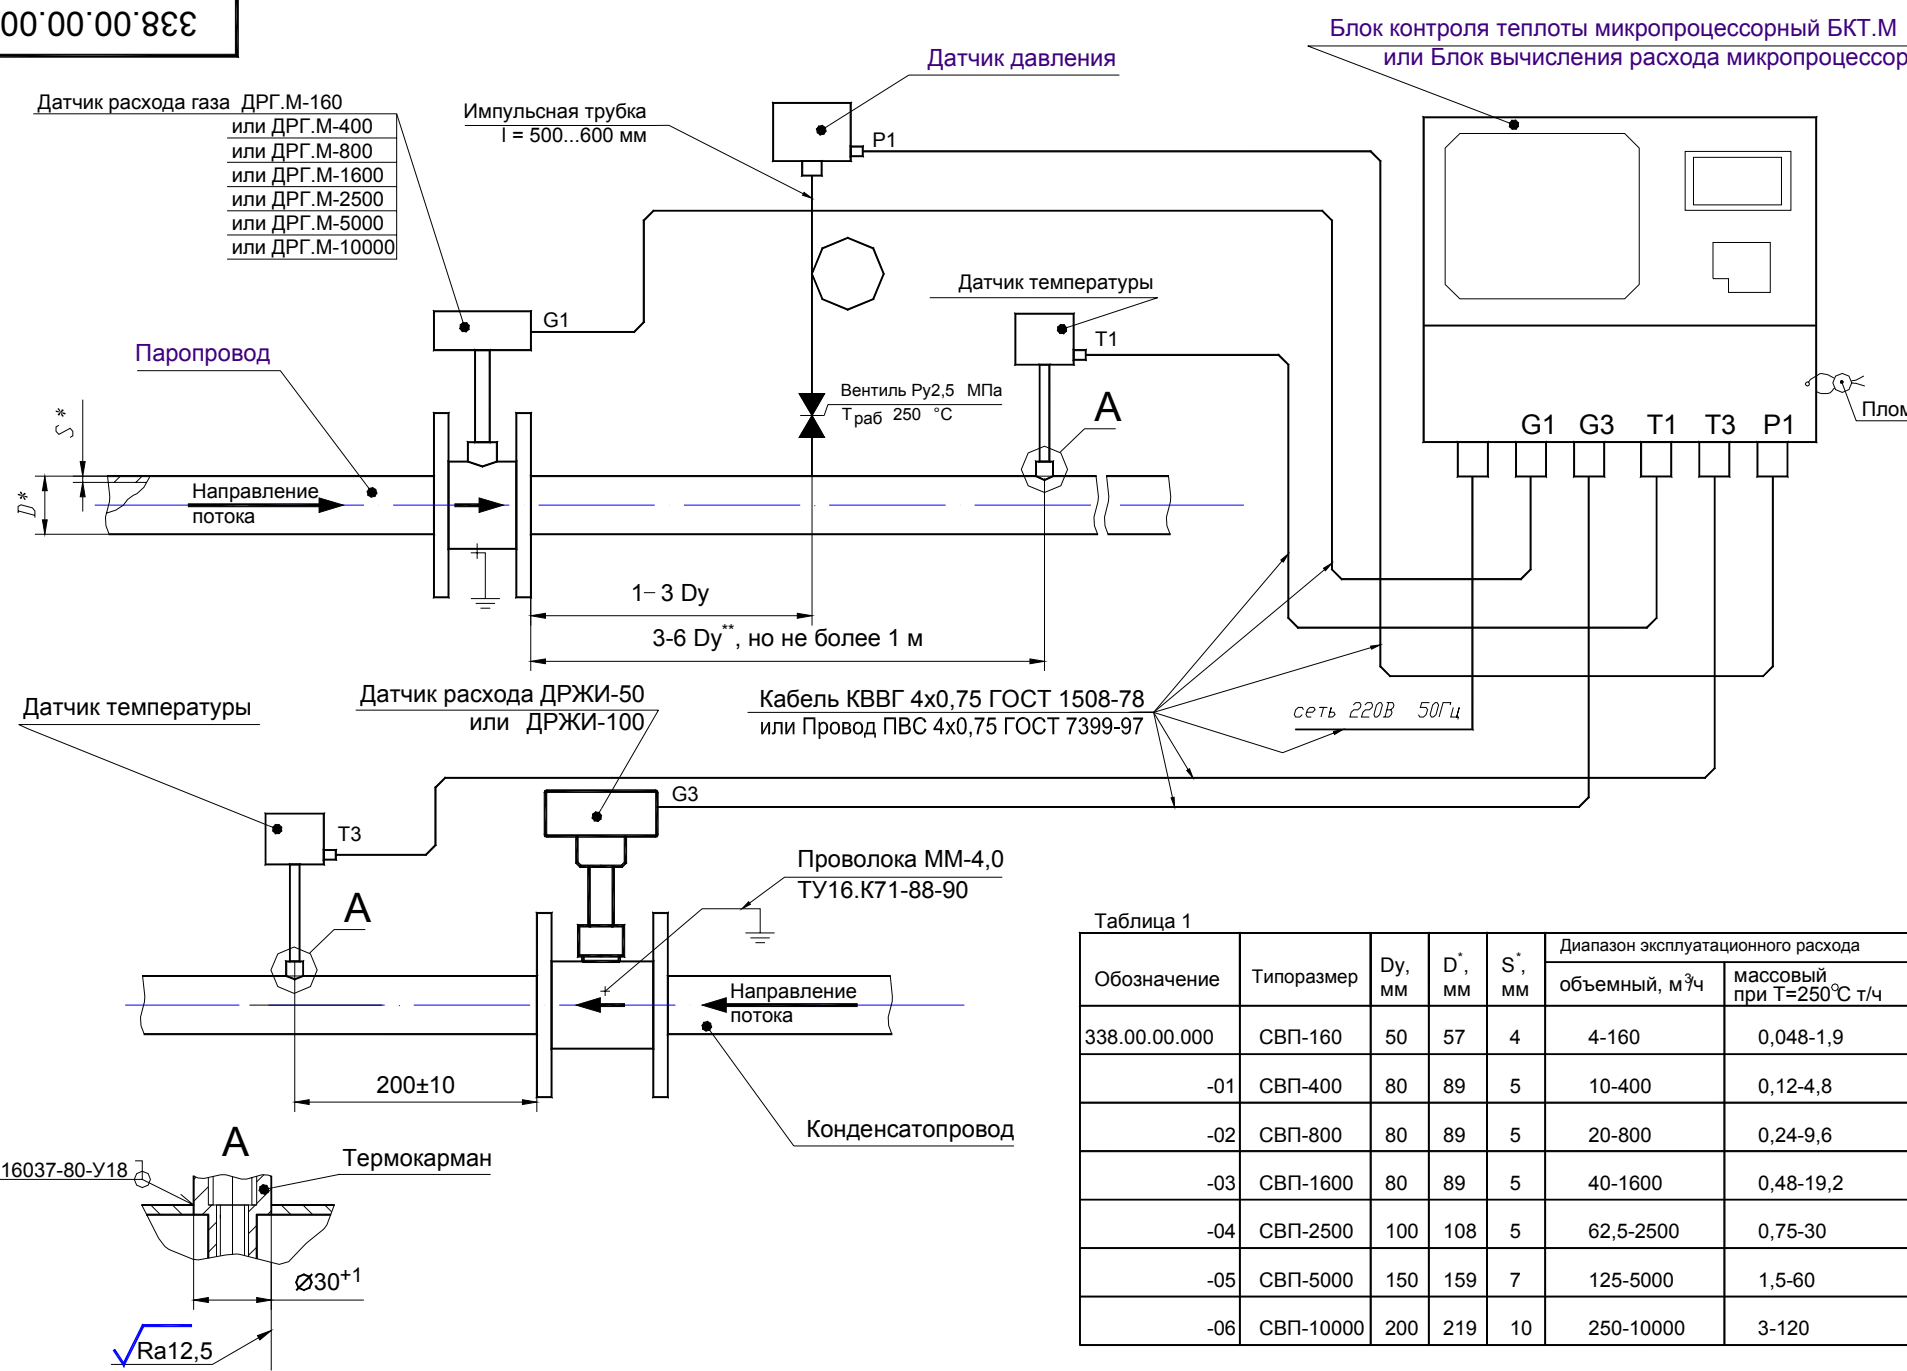 338.00.00.00
Блок контроля теплоты микропроцессорный БКТ.М
или Блок вычисления расхода микропроцессор
Датчик давления
Датчик расхода газа ДРГ.М-160
или ДРГ.М-400
или ДРГ.М-800
или ДРГ.М-1600
или ДРГ.М-2500
или ДРГ.М-5000
или ДРГ.М-10000
Импульсная трубка
l = 500...600 мм
P1
G1
Датчик температуры
T1
Паропровод
Вентиль Ру2,5 МПа
Tраб 250 °С
А
S*
D*
Направление
потока
G1 G3 T1 T3 P1
Плом
1– 3 Dy
3-6 Dy**, но не более 1 м
Датчик температуры
Датчик расхода ДРЖИ-50
или ДРЖИ-100
Кабель КВВГ 4х0,75 ГОСТ 1508-78
или Провод ПВС 4х0,75 ГОСТ 7399-97
сеть 220В 50Гц
G3
T3
Проволока ММ-4,0
ТУ16.К71-88-90
А
Направление
потока
200±10
Конденсатопровод
А
16037-80-У18
Термокарман
Ø30+1
Ra12,5
Таблица 1
Обозначение Типоразмер Dy, мм D*, мм S*, мм Диапазон эксплуатационного расхода
объемный, м³/ч массовый при Т=250°С т/ч
338.00.00.000 СВП-160 50 57 4 4-160 0,048-1,9
-01 СВП-400 80 89 5 10-400 0,12-4,8
-02 СВП-800 80 89 5 20-800 0,24-9,6
-03 СВП-1600 80 89 5 40-1600 0,48-19,2
-04 СВП-2500 100 108 5 62,5-2500 0,75-30
-05 СВП-5000 150 159 7 125-5000 1,5-60
-06 СВП-10000 200 219 10 250-10000 3-120